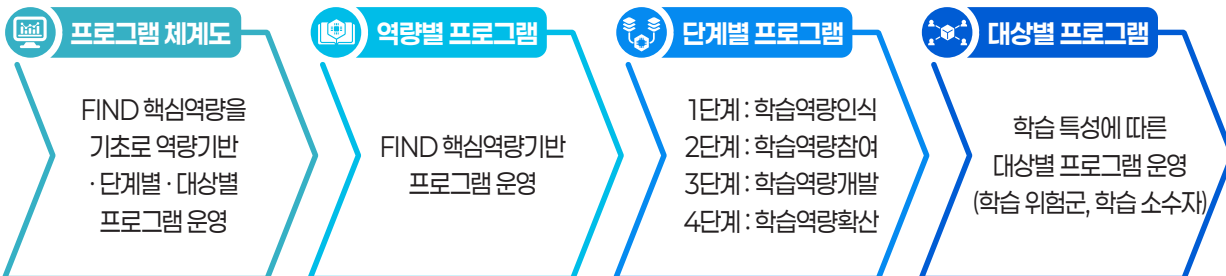 프로그램 체계도
FIND 핵심역량을
기초로 역량기반
· 단계별 · 대상별
프로그램 운영
역량별 프로그램
FIND 핵심역량기반
프로그램 운영
단계별 프로그램
1단계 : 학습역량인식
2단계 : 학습역량참여
3단계 : 학습역량개발
4단계 : 학습역량확산
대상별 프로그램
학습 특성에 따른
대상별 프로그램 운영
(학습 위험군, 학습 소수자)